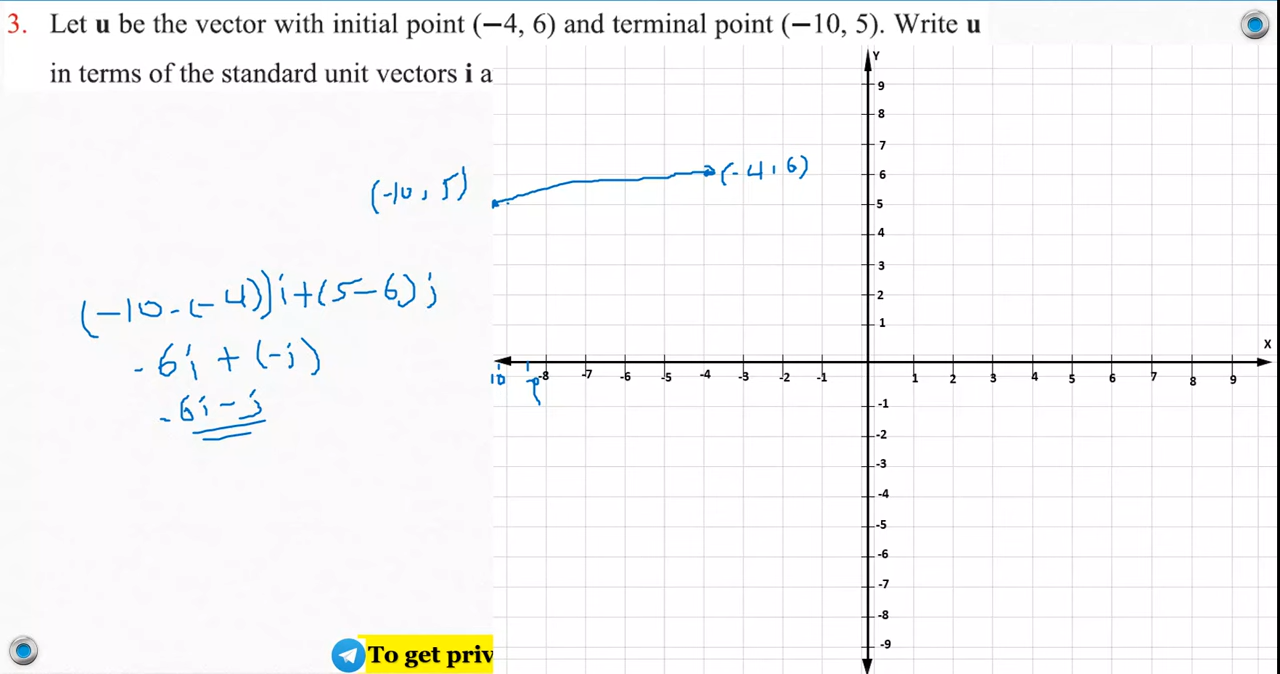 3. Let u be the vector with initial point (−4, 6) and terminal point (−10, 5). Write u
in terms of the standard unit vectors i a
Y
9
8
7
6
5
4
3
2
1
(-10, 5)
(-4, 6)
(-10-(-4))i+(5-6)j
-6i + (-j)
-6i-j
X
10 9 -8 -7 -6 -5 -4 -3 -2 -1 1 2 3 4 5 6 7 8 9
-1
-2
-3
-4
-5
-6
-7
-8
-9
To get priv